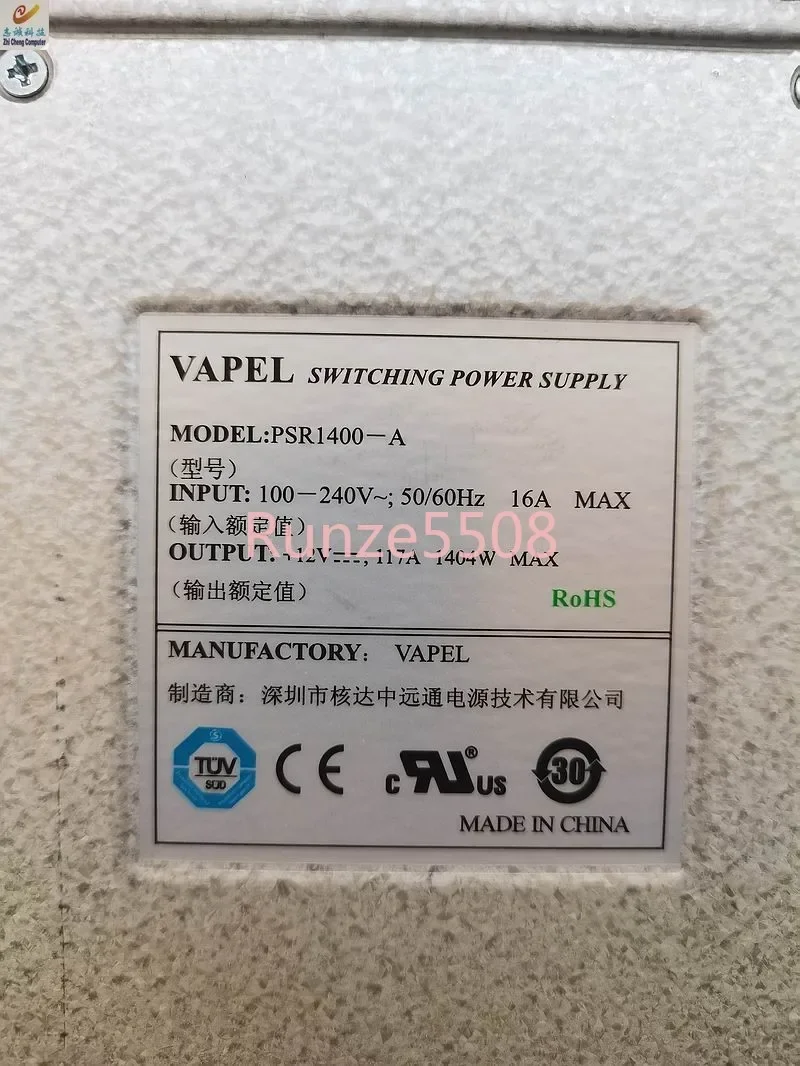 志诚科技
Zhi Cheng Computer
VAPEL SWITCHING POWER SUPPLY
MODEL:PSR1400-A
(型号)
INPUT: 100-240V~; 50/60Hz 16A MAX
(输入额定值)
Runze5508
OUTPUT: +12V⎓; 117A 1404W MAX
(输出额定值)
RoHS
MANUFACTORY: VAPEL
制造商: 深圳市核达中远通电源技术有限公司
TÜV
SÜD
CE
c RU ® US
30
MADE IN CHINA